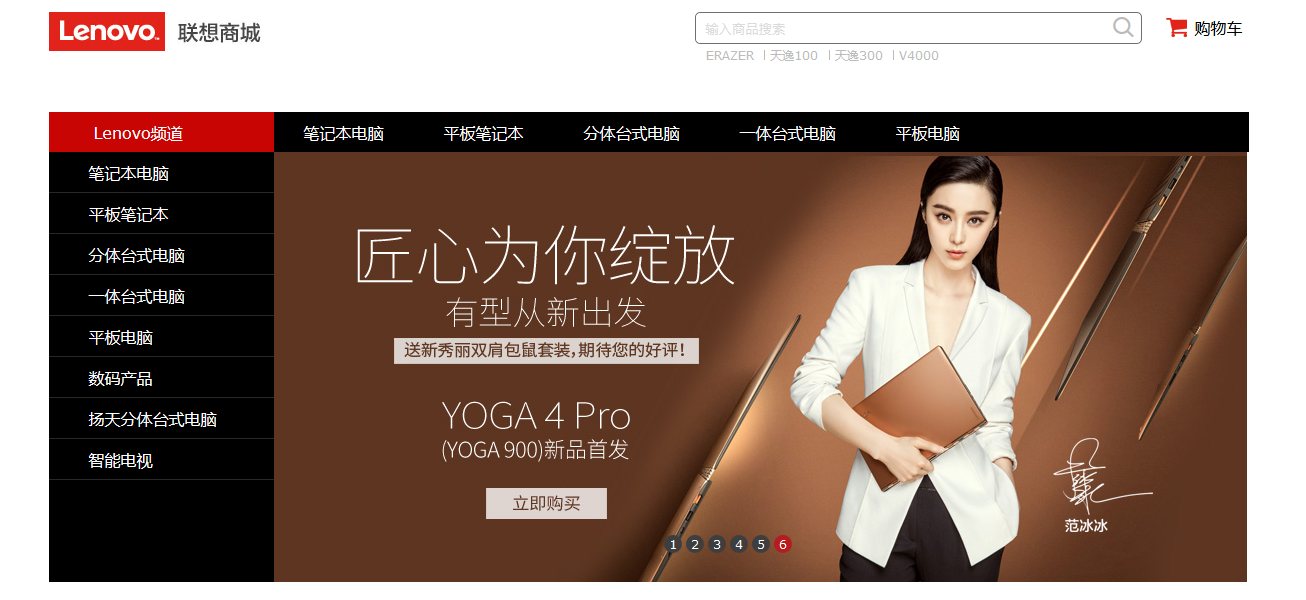 Lenovo 联想商城
输入商品搜索
购物车
ERAZER | 天逸100 | 天逸300 | V4000
Lenovo频道 笔记本电脑 平板笔记本 分体台式电脑 一体台式电脑 平板电脑
笔记本电脑
平板笔记本
分体台式电脑
一体台式电脑
平板电脑
数码产品
扬天分体台式电脑
智能电视
匠心为你绽放
有型从新出发
送新秀丽双肩包鼠套装,期待您的好评!
YOGA 4 Pro
(YOGA 900)新品首发
立即购买
范冰冰
1 2 3 4 5 6